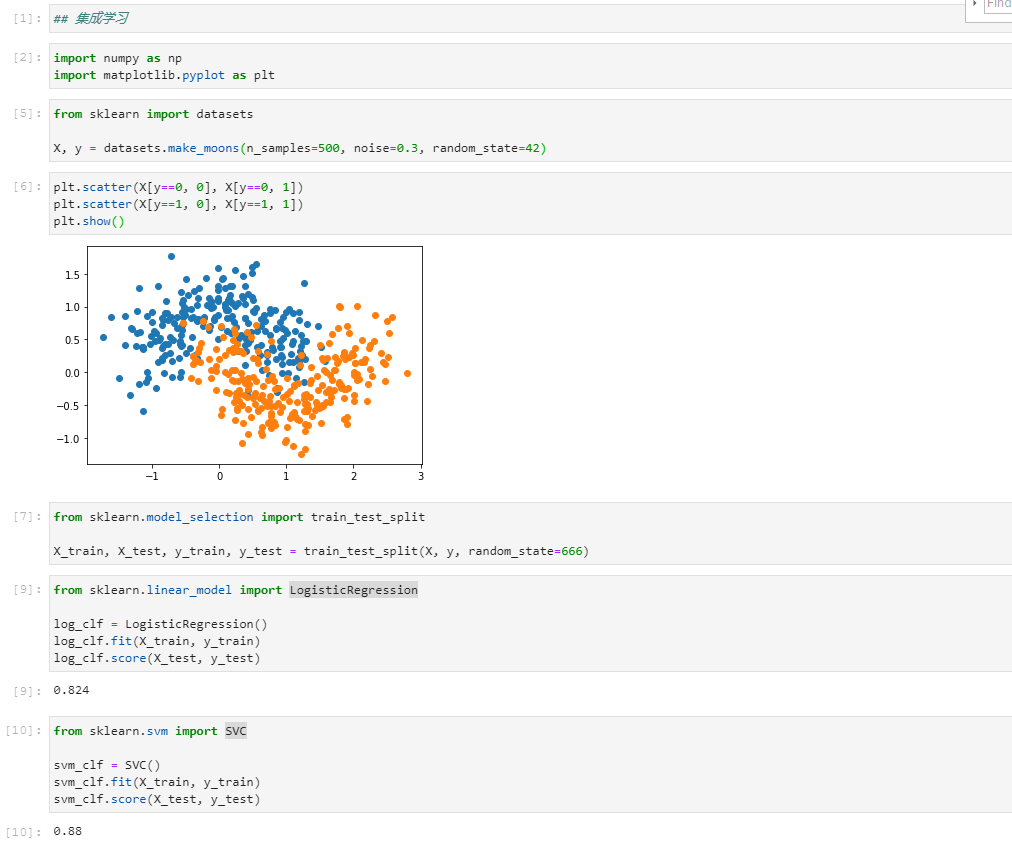 Find
[1]: ## 集成学习
[2]: import numpy as np
import matplotlib.pyplot as plt
[5]: from sklearn import datasets
X, y = datasets.make_moons(n_samples=500, noise=0.3, random_state=42)
[6]: plt.scatter(X[y==0, 0], X[y==0, 1])
plt.scatter(X[y==1, 0], X[y==1, 1])
plt.show()
1.5
1.0
0.5
0.0
−0.5
−1.0
−1 0 1 2 3
[7]: from sklearn.model_selection import train_test_split
X_train, X_test, y_train, y_test = train_test_split(X, y, random_state=666)
[9]: from sklearn.linear_model import LogisticRegression
log_clf = LogisticRegression()
log_clf.fit(X_train, y_train)
log_clf.score(X_test, y_test)
[9]: 0.824
[10]: from sklearn.svm import SVC
svm_clf = SVC()
svm_clf.fit(X_train, y_train)
svm_clf.score(X_test, y_test)
[10]: 0.88